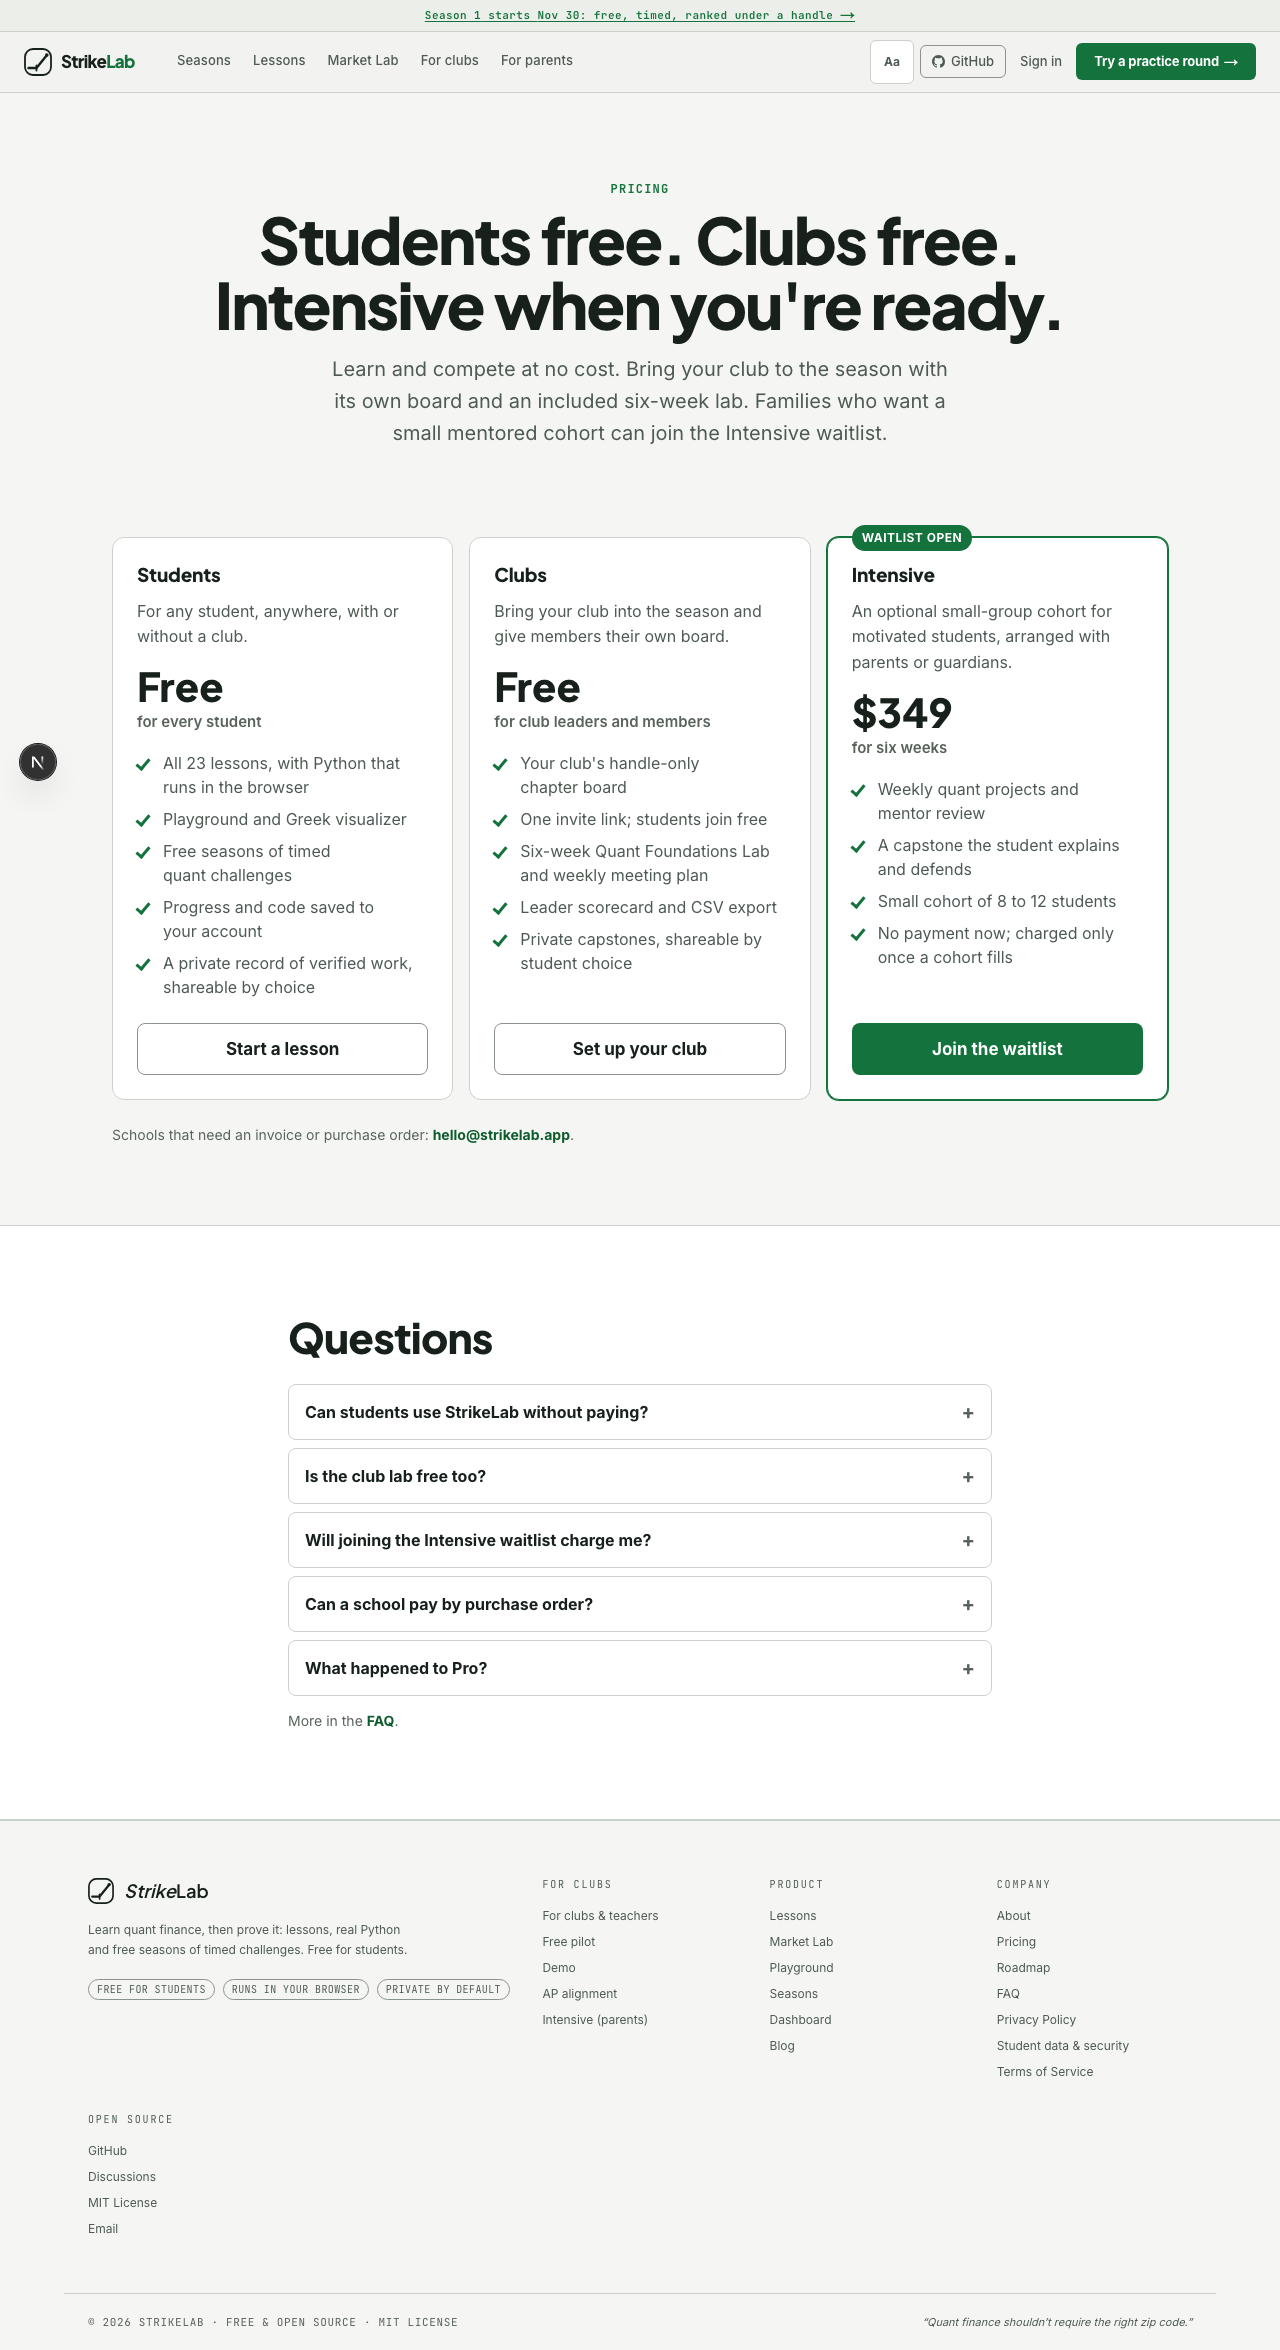 Season 1 starts Nov 30: free, timed, ranked under a handle →
StrikeLab
Seasons
Lessons
Market Lab
For clubs
For parents
Aa
GitHub
Sign in
Try a practice round →
PRICING
Students free. Clubs free.
Intensive when you're ready.
Learn and compete at no cost. Bring your club to the season with
its own board and an included six-week lab. Families who want a
small mentored cohort can join the Intensive waitlist.
Students
For any student, anywhere, with or
without a club.
Free
for every student
All 23 lessons, with Python that
runs in the browser
Playground and Greek visualizer
Free seasons of timed
quant challenges
Progress and code saved to
your account
A private record of verified work,
shareable by choice
Start a lesson
Clubs
Bring your club into the season and
give members their own board.
Free
for club leaders and members
Your club's handle-only
chapter board
One invite link; students join free
Six-week Quant Foundations Lab
and weekly meeting plan
Leader scorecard and CSV export
Private capstones, shareable by
student choice
Set up your club
WAITLIST OPEN
Intensive
An optional small-group cohort for
motivated students, arranged with
parents or guardians.
$349
for six weeks
Weekly quant projects and
mentor review
A capstone the student explains
and defends
Small cohort of 8 to 12 students
No payment now; charged only
once a cohort fills
Join the waitlist
N
Schools that need an invoice or purchase order: hello@strikelab.app.
Questions
Can students use StrikeLab without paying?
+
Is the club lab free too?
+
Will joining the Intensive waitlist charge me?
+
Can a school pay by purchase order?
+
What happened to Pro?
+
More in the FAQ.
StrikeLab
Learn quant finance, then prove it: lessons, real Python
and free seasons of timed challenges. Free for students.
FREE FOR STUDENTS
RUNS IN YOUR BROWSER
PRIVATE BY DEFAULT
FOR CLUBS
For clubs & teachers
Free pilot
Demo
AP alignment
Intensive (parents)
PRODUCT
Lessons
Market Lab
Playground
Seasons
Dashboard
Blog
COMPANY
About
Pricing
Roadmap
FAQ
Privacy Policy
Student data & security
Terms of Service
OPEN SOURCE
GitHub
Discussions
MIT License
Email
© 2026 STRIKELAB · FREE & OPEN SOURCE · MIT LICENSE
“Quant finance shouldn’t require the right zip code.”